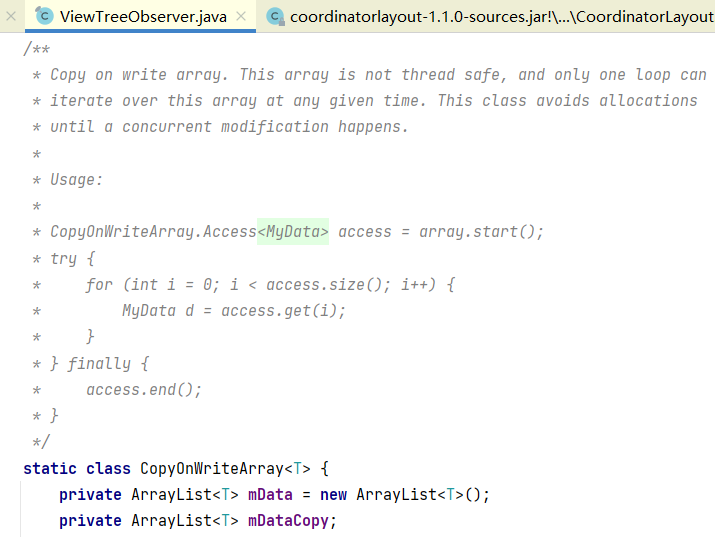 ViewTreeObserver.java
coordinatorlayout-1.1.0-sources.jar!\...\CoordinatorLayout
/**
* Copy on write array. This array is not thread safe, and only one loop can
* iterate over this array at any given time. This class avoids allocations
* until a concurrent modification happens.
*
* Usage:
*
* CopyOnWriteArray.Access<MyData> access = array.start();
* try {
*     for (int i = 0; i < access.size(); i++) {
*         MyData d = access.get(i);
*     }
* } finally {
*     access.end();
* }
*/
static class CopyOnWriteArray<T> {
    private ArrayList<T> mData = new ArrayList<T>();
    private ArrayList<T> mDataCopy;